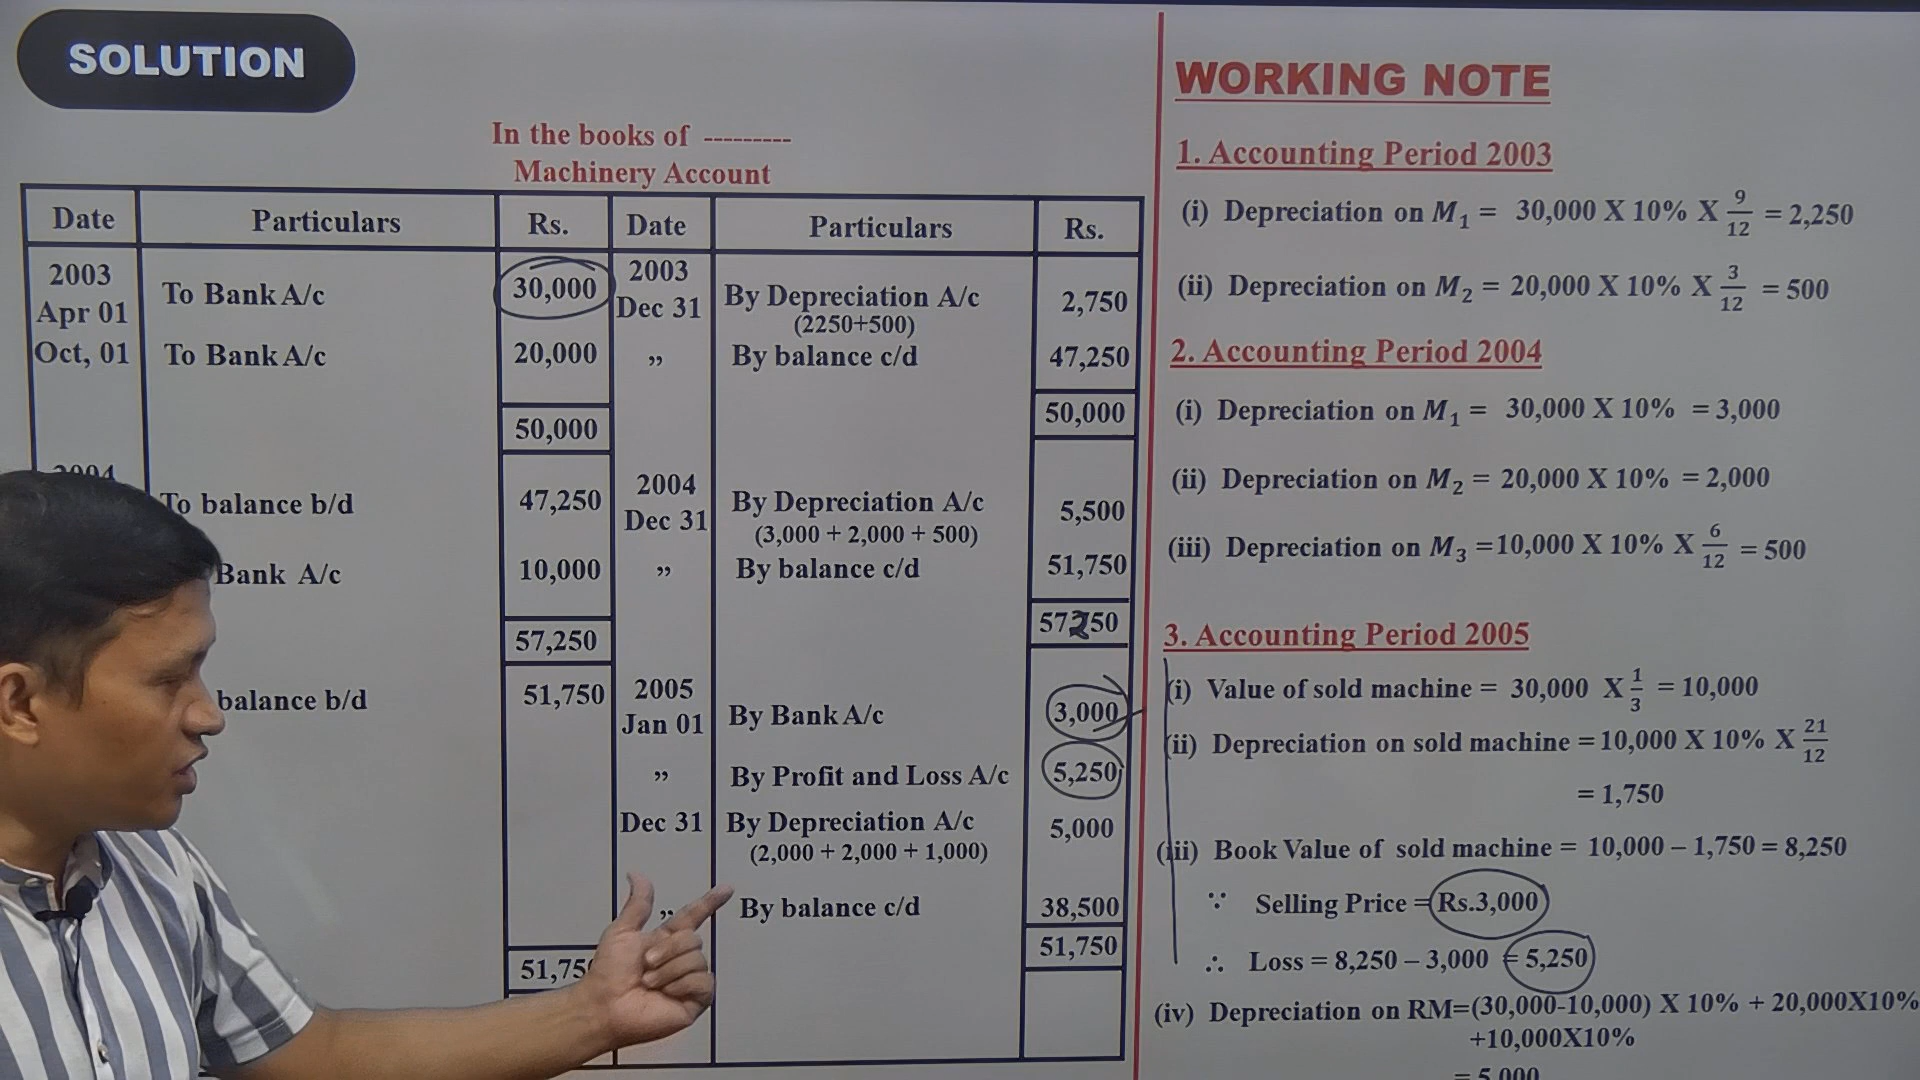 SOLUTION
In the books of ---------
Machinery Account
Date Particulars Rs. Date Particulars Rs.
2003 Apr 01 To Bank A/c 30,000 2003 Dec 31 By Depreciation A/c 2,750
(2250+500)
Oct, 01 To Bank A/c 20,000 ,, By balance c/d 47,250
50,000 50,000
2004 To balance b/d 47,250 2004 Dec 31 By Depreciation A/c 5,500
(3,000 + 2,000 + 500)
Bank A/c 10,000 ,, By balance c/d 51,750
57,250 57250
balance b/d 51,750 2005 Jan 01 By Bank A/c 3,000
,, By Profit and Loss A/c 5,250
Dec 31 By Depreciation A/c 5,000
(2,000 + 2,000 + 1,000)
,, By balance c/d 38,500
51,75 51,750
WORKING NOTE
1. Accounting Period 2003
(i) Depreciation on M₁ = 30,000 X 10% X 9/12 = 2,250
(ii) Depreciation on M₂ = 20,000 X 10% X 3/12 = 500
2. Accounting Period 2004
(i) Depreciation on M₁ = 30,000 X 10% = 3,000
(ii) Depreciation on M₂ = 20,000 X 10% = 2,000
(iii) Depreciation on M₃ =10,000 X 10% X 6/12 = 500
3. Accounting Period 2005
(i) Value of sold machine = 30,000 X 1/3 = 10,000
(ii) Depreciation on sold machine = 10,000 X 10% X 21/12
= 1,750
(iii) Book Value of sold machine = 10,000 – 1,750 = 8,250
∵ Selling Price = Rs.3,000
∴ Loss = 8,250 – 3,000 = 5,250
(iv) Depreciation on RM=(30,000-10,000) X 10% + 20,000X10%
+10,000X10%
= 5,000